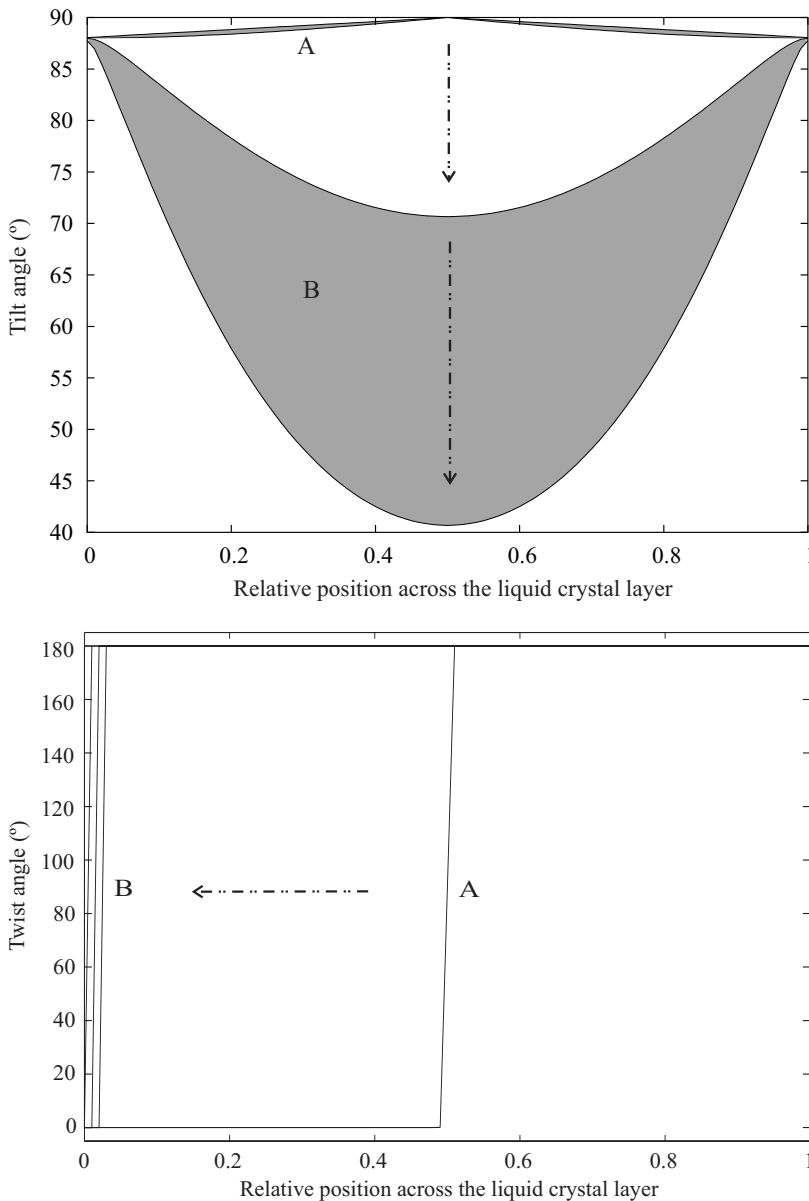 90
85
80
75
70
65
60
55
50
45
40
Tilt angle (º)
A
B
0 0.2 0.4 0.6 0.8 1
Relative position across the liquid crystal layer
180
160
140
120
100
80
60
40
20
0
Twist angle (º)
B
A
0 0.2 0.4 0.6 0.8 1
Relative position across the liquid crystal layer